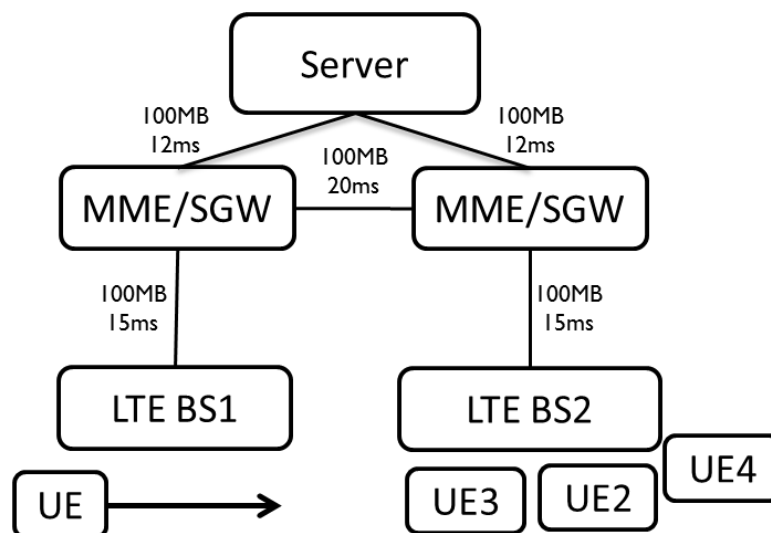 Server
100MB
12ms
100MB
12ms
100MB
20ms
MME/SGW
MME/SGW
100MB
15ms
100MB
15ms
LTE BS1
LTE BS2
UE4
UE
UE3
UE2